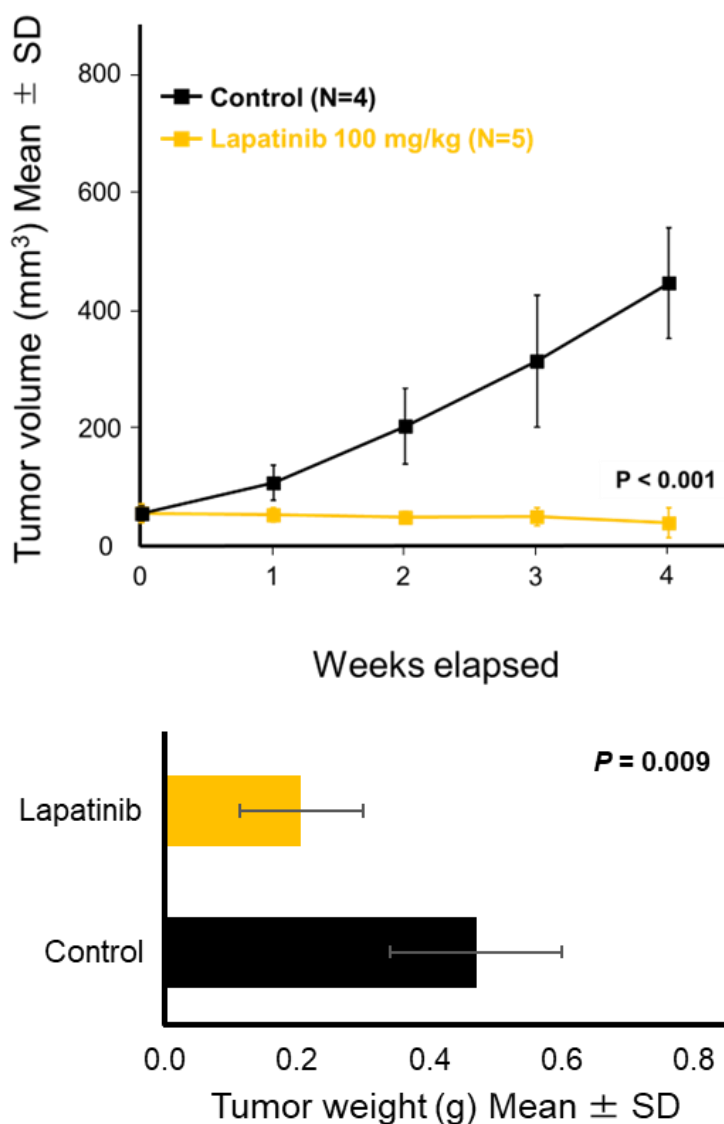 Tumor volume (mm³) Mean ± SD
800
600
400
200
0
Control (N=4)
Lapatinib 100 mg/kg (N=5)
P < 0.001
0 1 2 3 4
Weeks elapsed
P = 0.009
Lapatinib
Control
0.0 0.2 0.4 0.6 0.8
Tumor weight (g) Mean ± SD